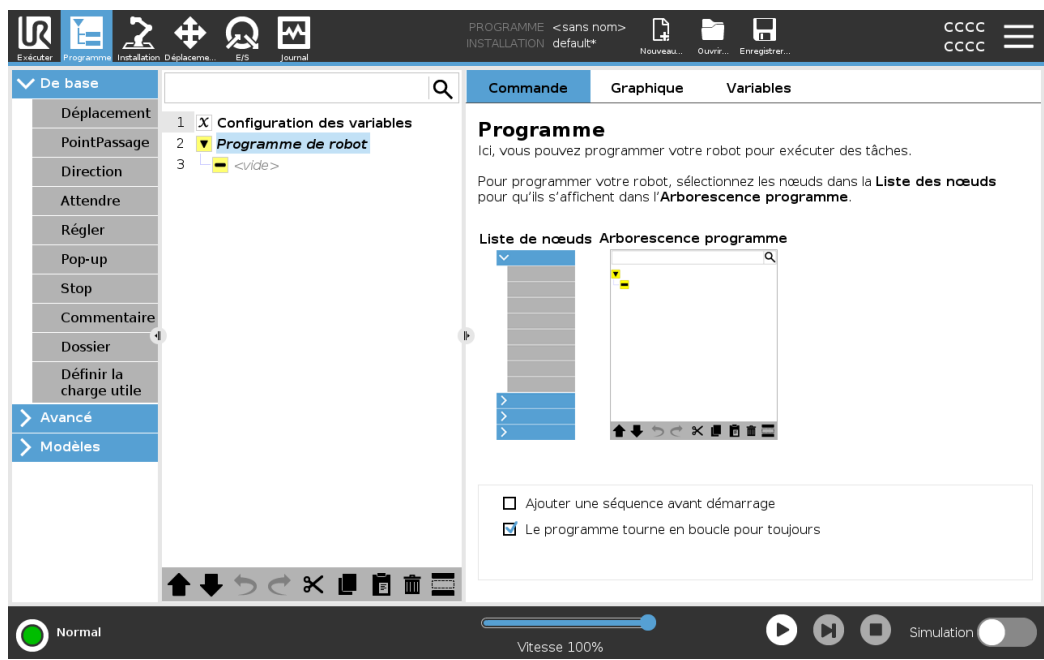 UR
Exécuter
Programme
Installation
Déplaceme...
E/S
Journal
PROGRAMME <sans nom>
INSTALLATION default*
Nouveau...
Ouvrir...
Enregistrer...
CCCC
CCCC
De base
Déplacement
PointPassage
Direction
Attendre
Régler
Pop-up
Stop
Commentaire
Dossier
Définir la
charge utile
Avancé
Modèles
1 X Configuration des variables
2 Programme de robot
3 <vide>
Commande
Graphique
Variables
Programme
Ici, vous pouvez programmer votre robot pour exécuter des tâches.
Pour programmer votre robot, sélectionnez les nœuds dans la Liste des nœuds
pour qu'ils s'affichent dans l'Arborescence programme.
Liste de nœuds
Arborescence programme
Ajouter une séquence avant démarrage
Le programme tourne en boucle pour toujours
Normal
Vitesse 100%
Simulation